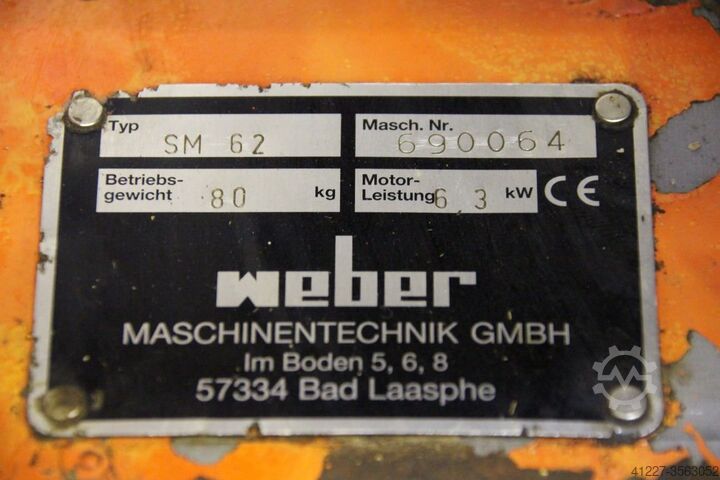 Typ SM 62
Masch. Nr. 690064
Betriebs-
gewicht 80 kg
Motor-
Leistung 6 3 kW
CE
weber
MASCHINENTECHNIK GMBH
Im Boden 5, 6, 8
57334 Bad Laasphe
41227-3563052